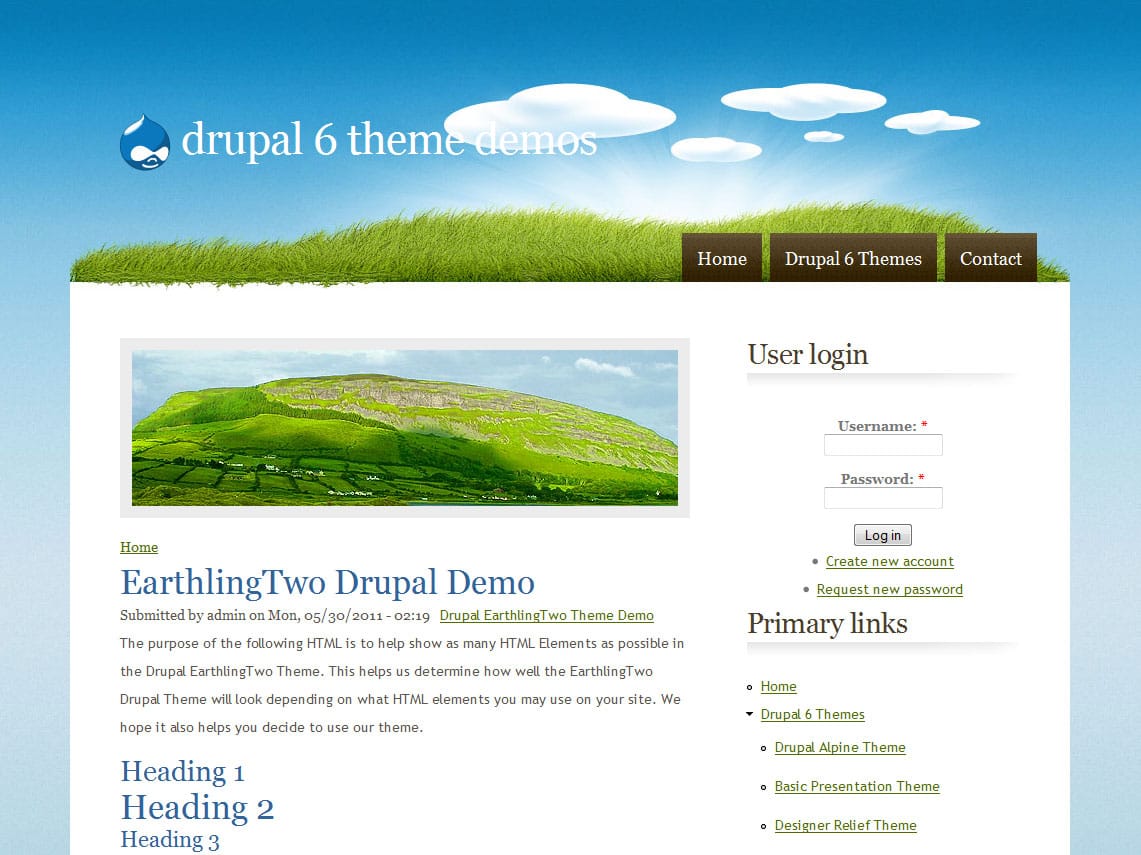 drupal 6 theme demos
Home
Drupal 6 Themes
Contact
Home
EarthlingTwo Drupal Demo
Submitted by admin on Mon, 05/30/2011 - 02:19 Drupal EarthlingTwo Theme Demo
The purpose of the following HTML is to help show as many HTML Elements as possible in
the Drupal EarthlingTwo Theme. This helps us determine how well the EarthlingTwo
Drupal Theme will look depending on what HTML elements you may use on your site. We
hope it also helps you decide to use our theme.
Heading 1
Heading 2
Heading 3
User login
Username: *
Password: *
Log in
Create new account
Request new password
Primary links
Home
Drupal 6 Themes
Drupal Alpine Theme
Basic Presentation Theme
Designer Relief Theme